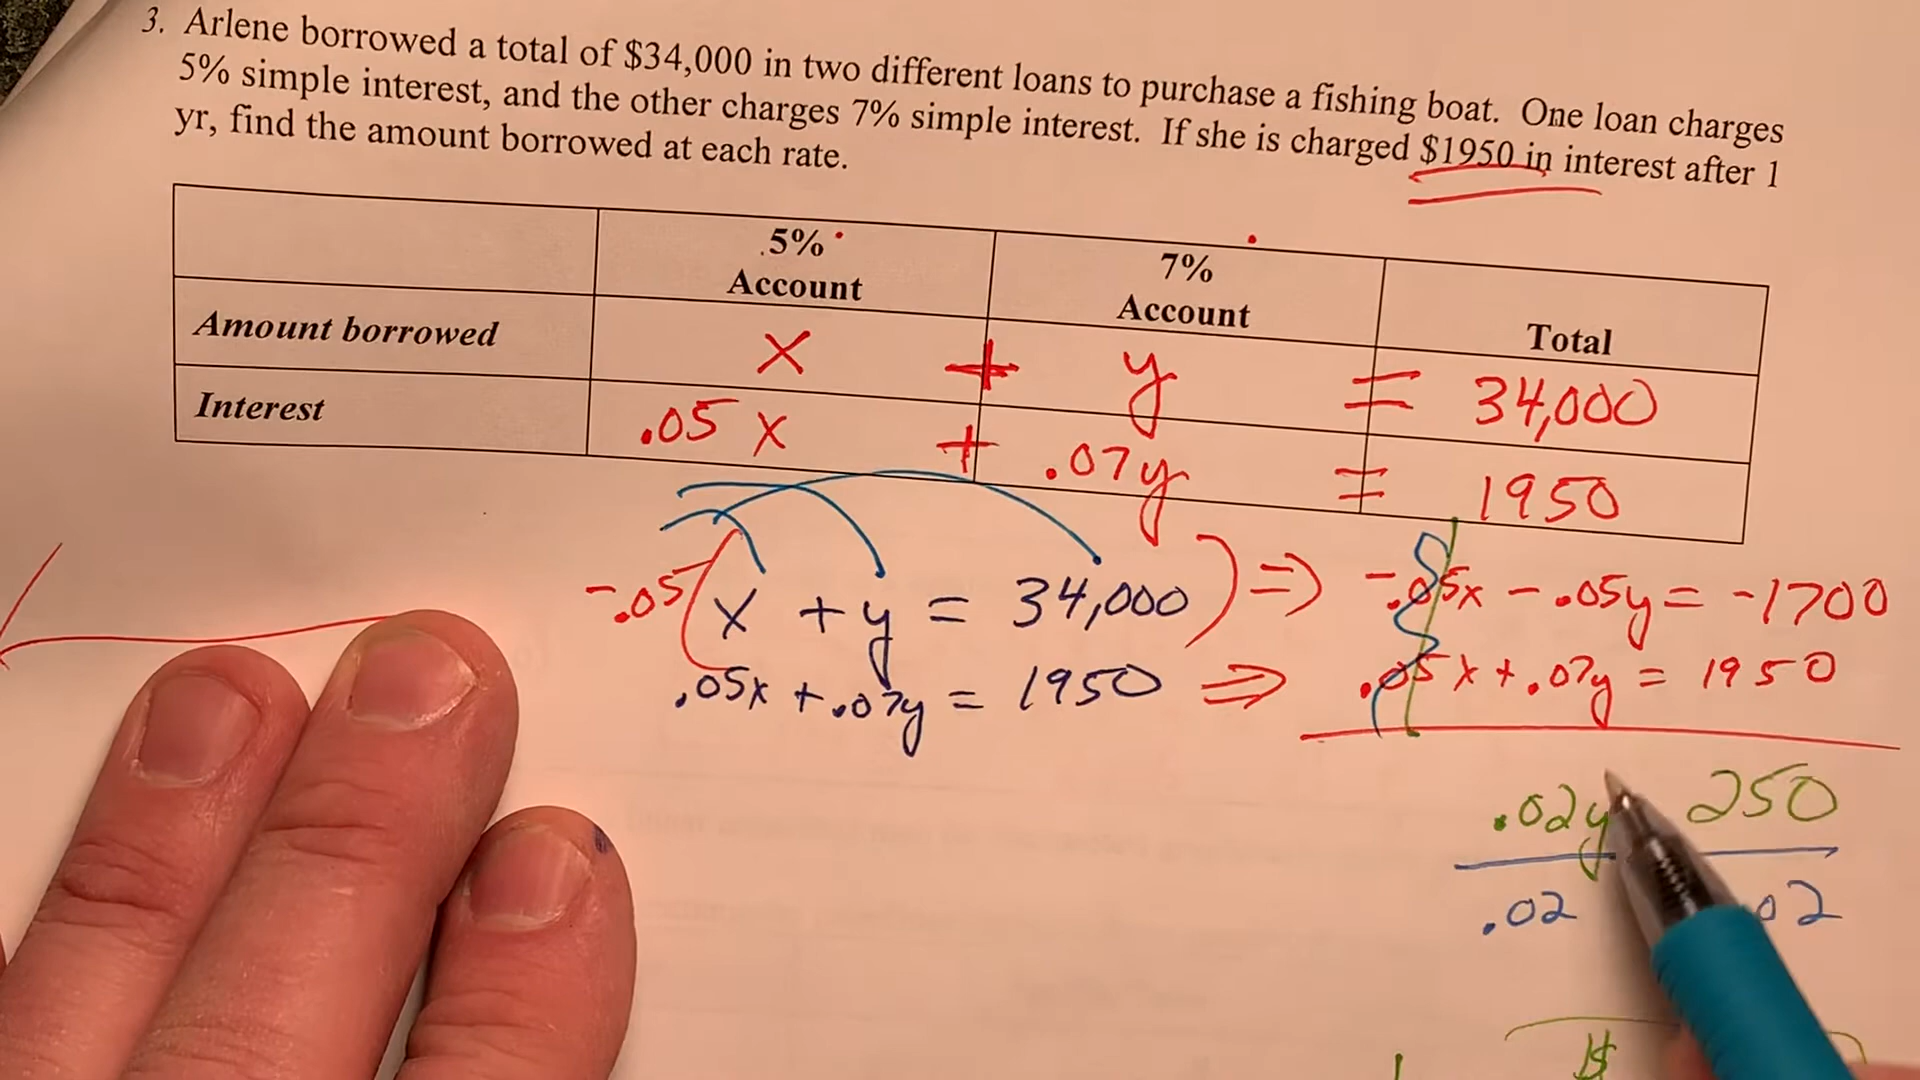 3. Arlene borrowed a total of $34,000 in two different loans to purchase a fishing boat. One loan charges
5% simple interest, and the other charges 7% simple interest. If she is charged $1950 in interest after 1
yr, find the amount borrowed at each rate.
5% Account 7% Account Total
Amount borrowed x + y = 34,000
Interest .05x + .07y = 1950
-.05(x + y = 34,000) ⇒ -.05x - .05y = -1700
.05x + .07y = 1950 ⇒ .05x + .07y = 1950
.02y 250
.02 02
$